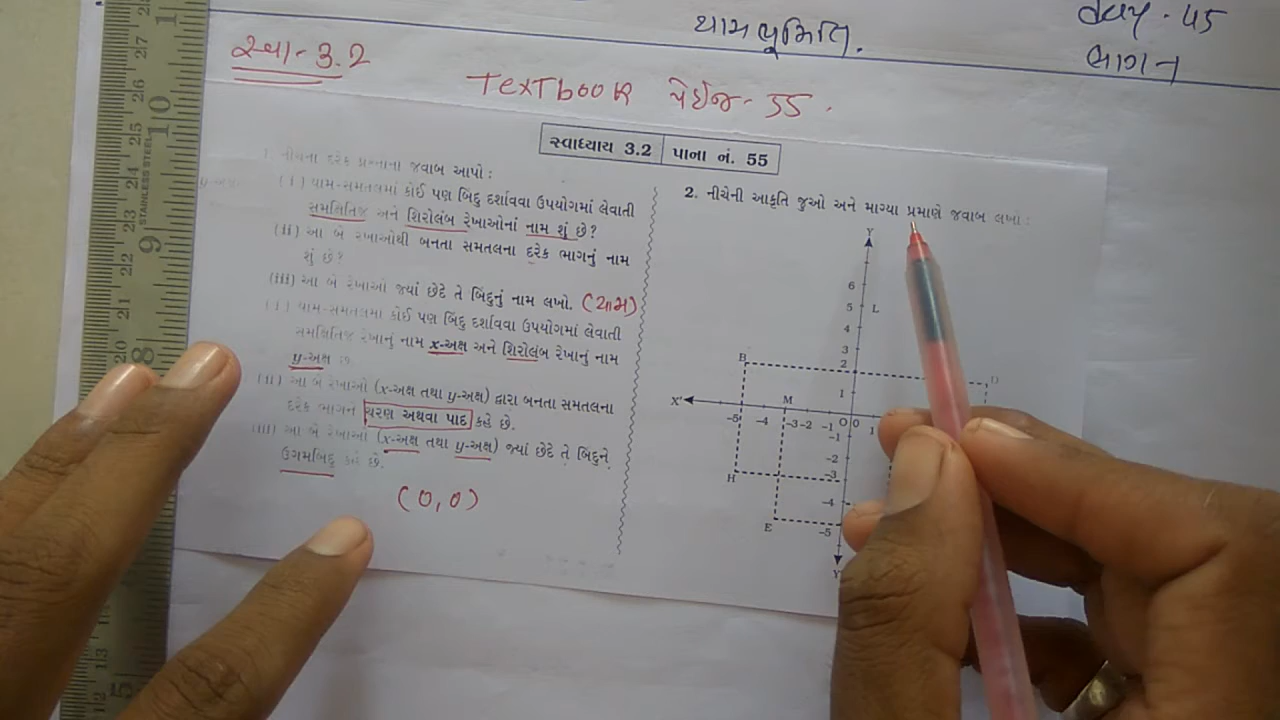 યામભૂમિતિ.
day. 45
ભાગ-1
સ્વા-3.2
TEXTbook પેઈજ-55.
સ્વાધ્યાય 3.2 | પાના નં. 55
1. નીચેના દરેક પ્રશ્નના જવાબ આપો :
(i) યામ-સમતલમાં કોઈ પણ બિંદુ દર્શાવવા ઉપયોગમાં લેવાતી
સમક્ષિતિજ અને શિરોલંબ રેખાઓનાં નામ શું છે?
(ii) આ બે રેખાઓથી બનતા સમતલના દરેક ભાગનું નામ
શું છે?
(iii) આ બે રેખાઓ જ્યાં છેદે તે બિંદુનું નામ લખો. (યામ)
(i) યામ-સમતલમાં કોઈ પણ બિંદુ દર્શાવવા ઉપયોગમાં લેવાતી
સમક્ષિતિજ રેખાનું નામ x-અક્ષ અને શિરોલંબ રેખાનું નામ
y-અક્ષ છે.
(ii) આ બે રેખાઓ (x-અક્ષ તથા y-અક્ષ) દ્વારા બનતા સમતલના
દરેક ભાગને ચરણ અથવા પાદ કહે છે.
(iii) આ બે રેખાઓ (x-અક્ષ તથા y-અક્ષ) જ્યાં છેદે તે બિંદુને
ઉગમબિંદુ કહે છે.
(0,0)
2. નીચેની આકૃતિ જુઓ અને માગ્યા પ્રમાણે જવાબ લખો :
Y
6
5 L
4
3
B 2 D
1
X' M
-5 -4 -3 -2 -1 0 0 1
-1
-2
H -3
-4
E -5
Y'
STAINLESS STEEL